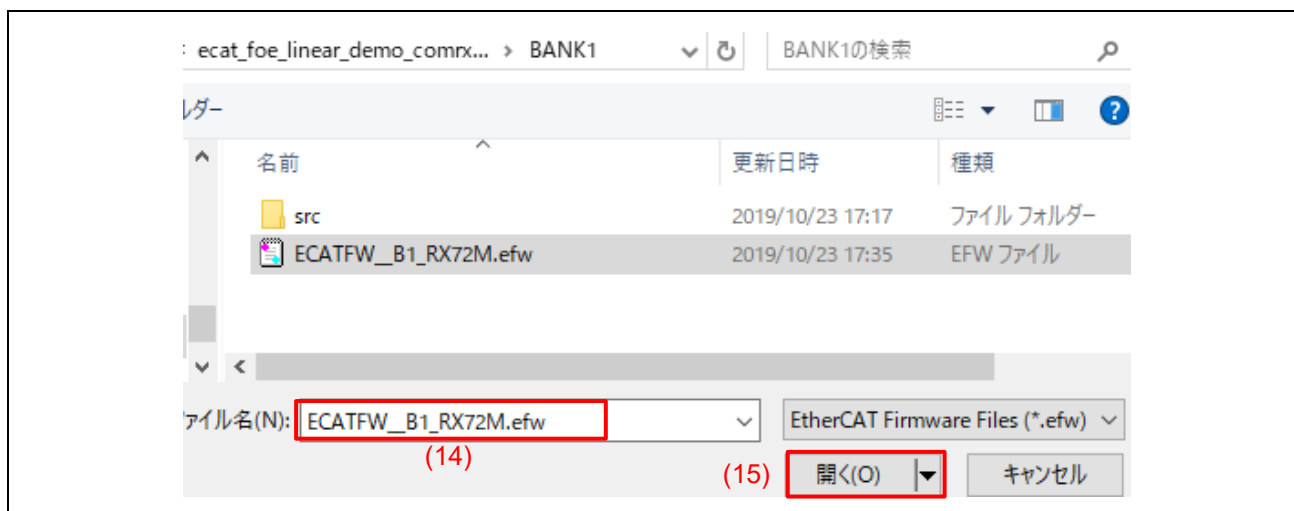 ecat_foe_linear_demo_comrx... › BANK1 BANK1の検索
ルダー
名前 更新日時 種類
src 2019/10/23 17:17 ファイル フォルダー
ECATFW__B1_RX72M.efw 2019/10/23 17:35 EFW ファイル
ファイル名(N): ECATFW__B1_RX72M.efw EtherCAT Firmware Files (*.efw)
(14)
(15) 開く(O) キャンセル